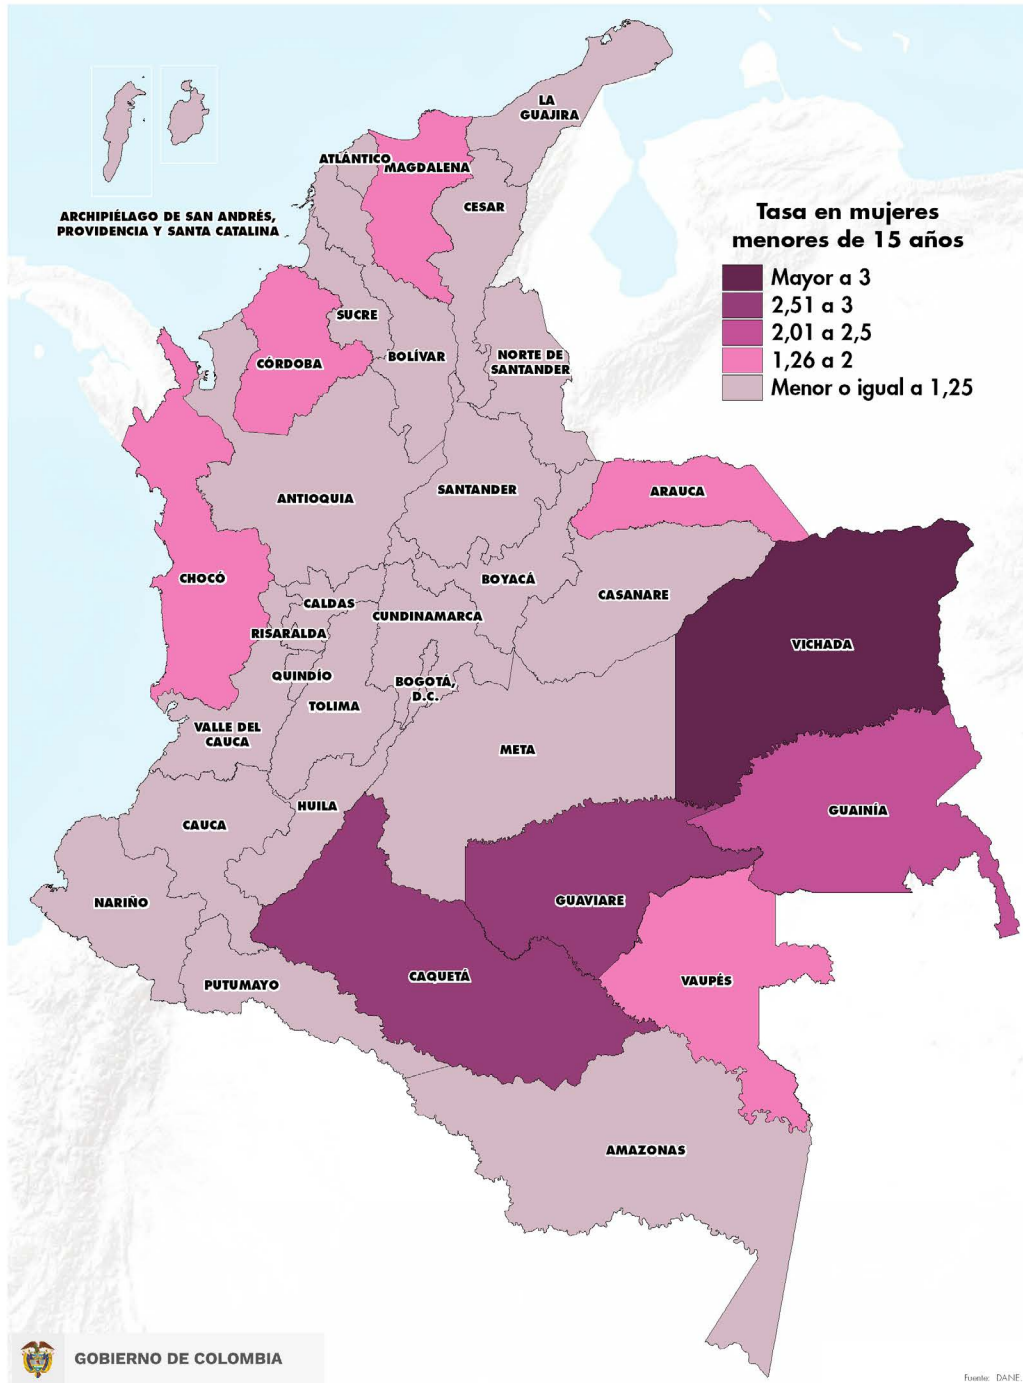 LA
GUAJIRA
ATLÁNTICO
MAGDALENA
CESAR
ARCHIPIÉLAGO DE SAN ANDRÉS,
PROVIDENCIA Y SANTA CATALINA
Tasa en mujeres
menores de 15 años
Mayor a 3
2,51 a 3
2,01 a 2,5
1,26 a 2
Menor o igual a 1,25
SUCRE
CÓRDOBA
BOLÍVAR
NORTE DE
SANTANDER
ANTIOQUIA
SANTANDER
ARAUCA
CHOCÓ
BOYACÁ
CASANARE
CALDAS
CUNDINAMARCA
RISARALDA
VICHADA
QUINDÍO
BOGOTÁ,
D.C.
TOLIMA
VALLE DEL
CAUCA
META
HUILA
GUAINÍA
CAUCA
NARIÑO
GUAVIARE
CAQUETÁ
VAUPÉS
PUTUMAYO
AMAZONAS
GOBIERNO DE COLOMBIA
Fuente: DANE.